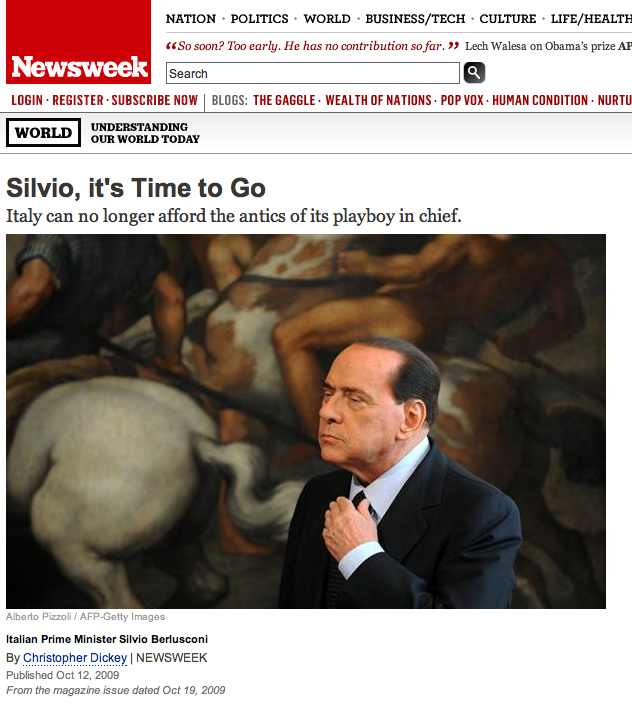 Newsweek
NATION · POLITICS · WORLD · BUSINESS/TECH · CULTURE · LIFE/HEALTH
“So soon? Too early. He has no contribution so far.” Lech Walesa on Obama's prize AP
Search
LOGIN · REGISTER · SUBSCRIBE NOW | BLOGS: THE GAGGLE · WEALTH OF NATIONS · POP VOX · HUMAN CONDITION · NURTU
WORLD
UNDERSTANDING
OUR WORLD TODAY
Silvio, it's Time to Go
Italy can no longer afford the antics of its playboy in chief.
Alberto Pizzoli / AFP-Getty Images
Italian Prime Minister Silvio Berlusconi
By Christopher Dickey | NEWSWEEK
Published Oct 12, 2009
From the magazine issue dated Oct 19, 2009